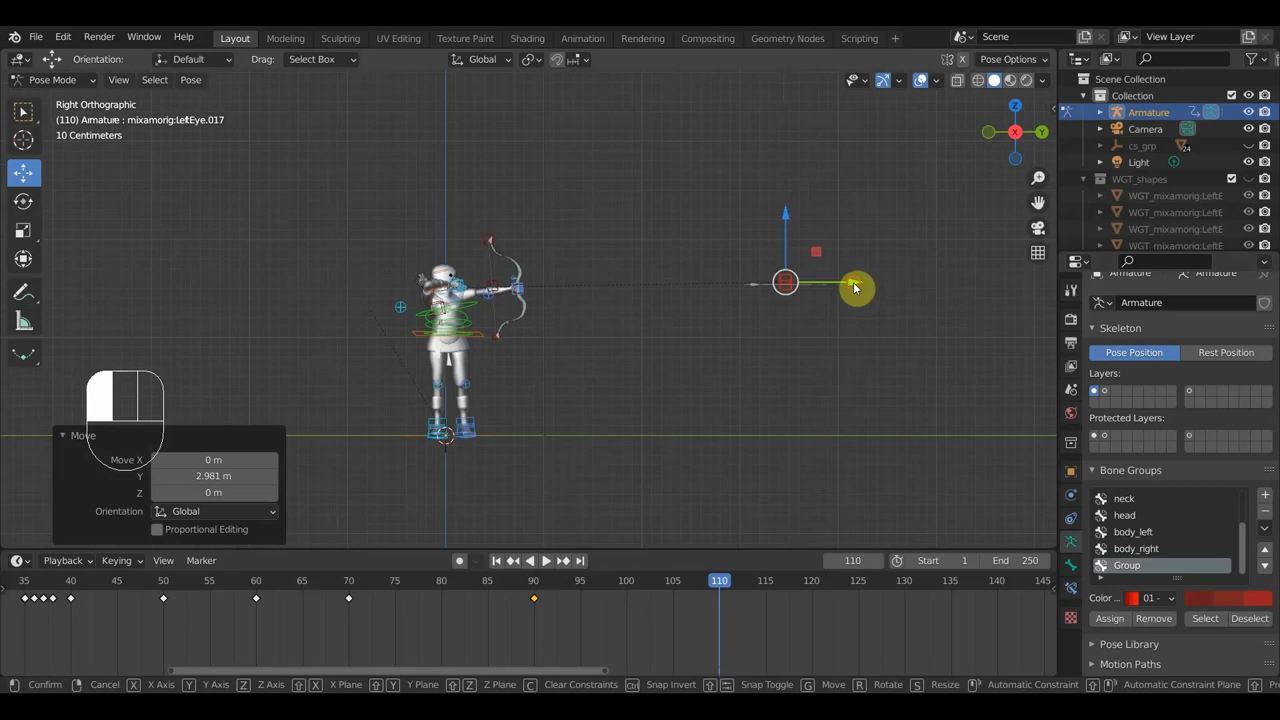 File Edit Render Window Help Layout Modeling Sculpting UV Editing Texture Paint Shading Animation Rendering Compositing Geometry Nodes Scripting + Scene View Layer
Orientation: Default Drag: Select Box Global X Pose Options
Pose Mode View Select Pose
Scene Collection
Collection
Armature
Camera
cs_grp 24
Light
WGT_shapes
WGT_mixamorig:LeftE
WGT_mixamorig:LeftE
WGT_mixamorig:LeftE
WGT_mixamorig:LeftE
Right Orthographic
(110) Armature : mixamorig:LeftEye.017
10 Centimeters
Z
X
Y
Armature Armature
Armature
Skeleton
Pose Position Rest Position
Layers:
Protected Layers:
Bone Groups
neck
head
body_left
body_right
Group
Color... 01 -
Assign Remove Select Deselect
Pose Library
Motion Paths
Move
Move X 0 m
Y 2.981 m
Z 0 m
Orientation Global
Proportional Editing
Playback Keying View Marker 110 Start 1 End 250
35 40 45 50 55 60 65 70 75 80 85 90 95 100 105 110 115 120 125 130 135 140 145
Confirm Cancel X X Axis Y Y Axis Z Z Axis X X Plane Y Y Plane Z Z Plane C Clear Constraints Ctrl Snap Invert Snap Toggle G Move R Rotate S Resize Automatic Constraint Automatic Constraint Plane